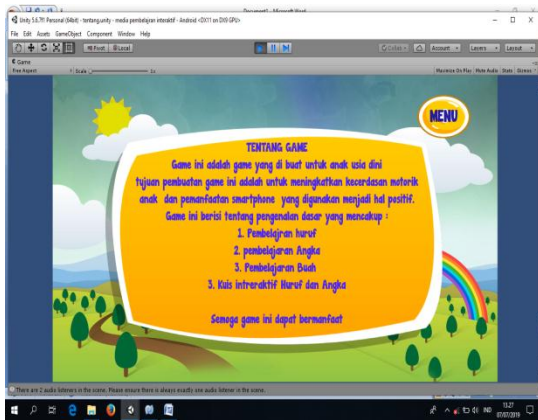 Unity 5.6.7f1 Personal (64bit) - tentang.unity - media pembelajran interaktif - Android <DX11 on DX9 GPU>
File Edit Assets GameObject Component Window Help
Pivot Local
Collab Account Layers Layout
Game
Free Aspect Scale 1x Maximize On Play Mute Audio Stats Gizmos
MENU
TENTANG GAME
Game ini adalah game yang di buat untuk anak usia dini
tujuan pembuatan game ini adalah untuk meningkatkan kecerdasan motorik
anak dan pemanfaatan smartphone yang digunakan menjadi hal positif.
Game ini berisi tentang pengenalan dasar yang mencakup :
1. Pembelajran huruf
2. pembelajaran Angka
3. Pembelajaran Buah
3. Kuis intreraktif Huruf dan Angka
Semoga game ini dapat bermanfaat
There are 2 audio listeners in the scene. Please ensure there is always exactly one audio listener in the scene.
IND
13.27
07/07/2019